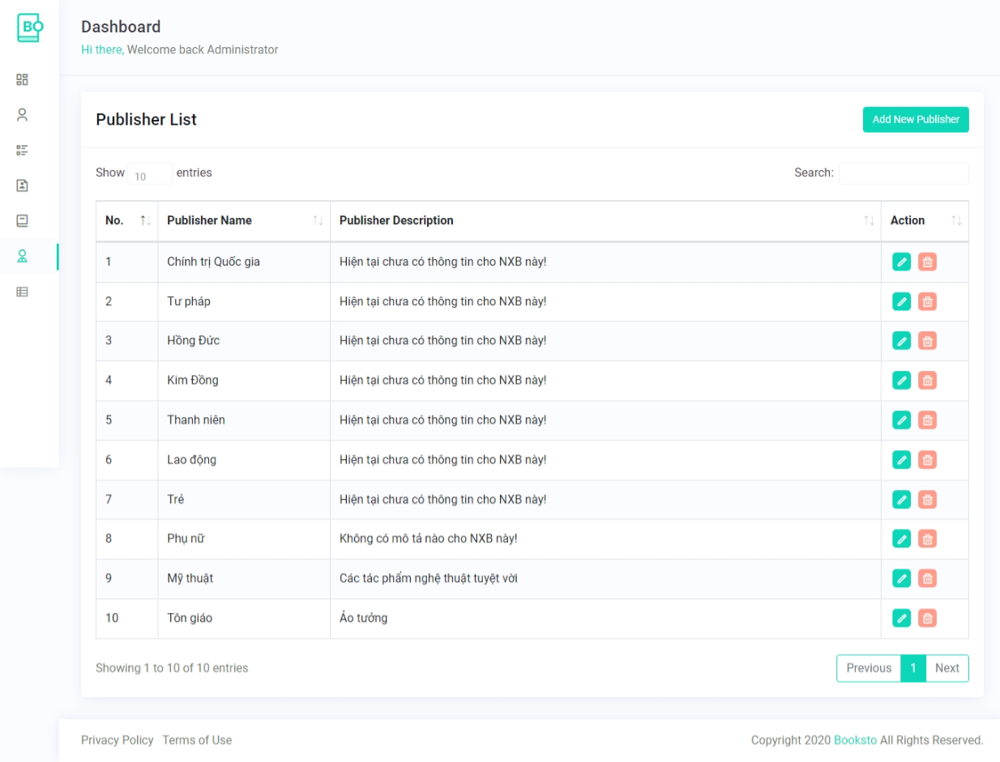 BO
Dashboard
Hi there, Welcome back Administrator
Publisher List
Add New Publisher
Show 10 entries
Search:
No. Publisher Name Publisher Description Action
1 Chính trị Quốc gia Hiện tại chưa có thông tin cho NXB này!
2 Tư pháp Hiện tại chưa có thông tin cho NXB này!
3 Hồng Đức Hiện tại chưa có thông tin cho NXB này!
4 Kim Đồng Hiện tại chưa có thông tin cho NXB này!
5 Thanh niên Hiện tại chưa có thông tin cho NXB này!
6 Lao động Hiện tại chưa có thông tin cho NXB này!
7 Trẻ Hiện tại chưa có thông tin cho NXB này!
8 Phụ nữ Không có mô tả nào cho NXB này!
9 Mỹ thuật Các tác phẩm nghệ thuật tuyệt vời
10 Tôn giáo Ảo tưởng
Showing 1 to 10 of 10 entries
Previous 1 Next
Privacy Policy Terms of Use
Copyright 2020 Booksto All Rights Reserved.